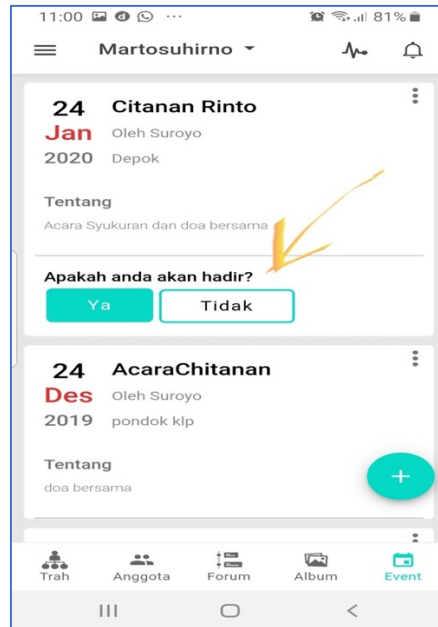 11:00 81%
Martosuhirno
24 Citanan Rinto
Jan Oleh Suroyo
2020 Depok
Tentang
Acara Syukuran dan doa bersama
Apakah anda akan hadir?
Ya Tidak
24 AcaraChitanan
Des Oleh Suroyo
2019 pondok klp
Tentang
doa bersama
Trah Anggota Forum Album Event